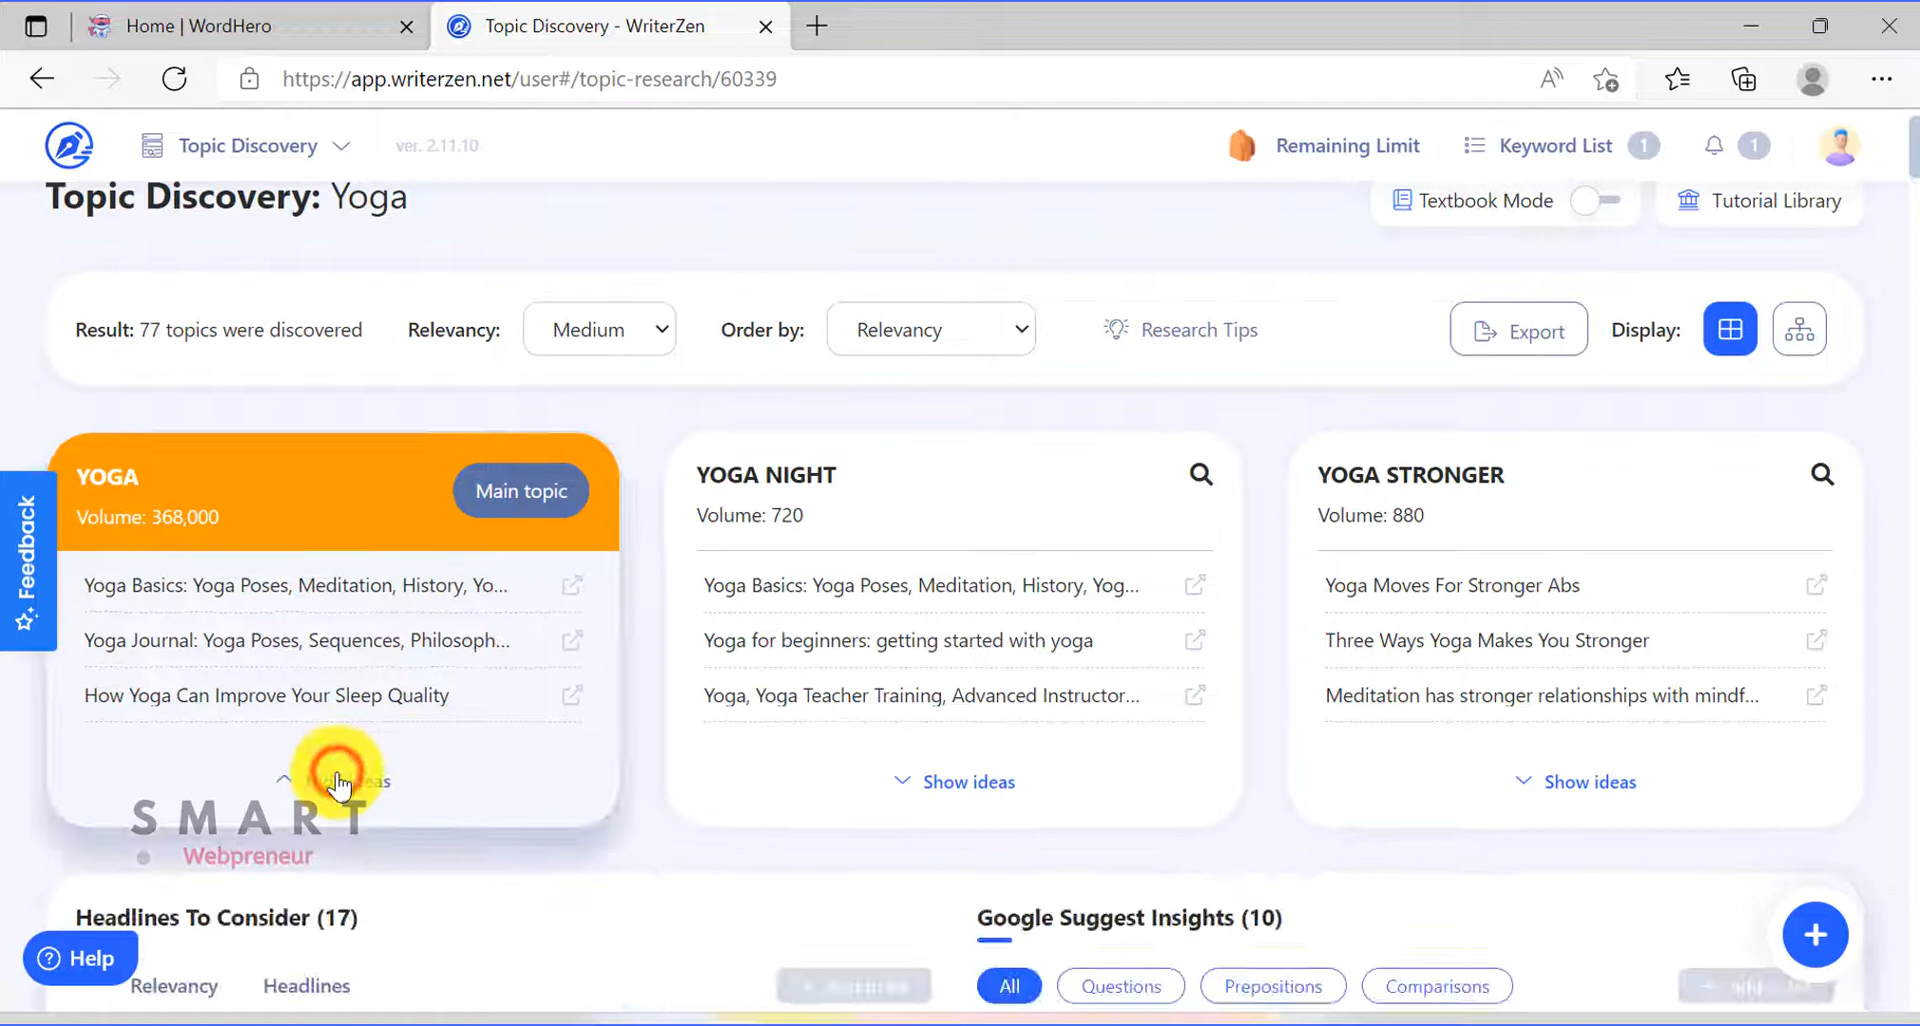 Home | WordHero
Topic Discovery - WriterZen
https://app.writerzen.net/user#/topic-research/60339
Topic Discovery
ver. 2.11.10
Remaining Limit
Keyword List 1
1
Topic Discovery: Yoga
Textbook Mode
Tutorial Library
Result: 77 topics were discovered
Relevancy: Medium
Order by: Relevancy
Research Tips
Export
Display:
Feedback
YOGA
Volume: 368,000
Main topic
Yoga Basics: Yoga Poses, Meditation, History, Yo...
Yoga Journal: Yoga Poses, Sequences, Philosoph...
How Yoga Can Improve Your Sleep Quality
YOGA NIGHT
Volume: 720
Yoga Basics: Yoga Poses, Meditation, History, Yog...
Yoga for beginners: getting started with yoga
Yoga, Yoga Teacher Training, Advanced Instructor...
Show ideas
YOGA STRONGER
Volume: 880
Yoga Moves For Stronger Abs
Three Ways Yoga Makes You Stronger
Meditation has stronger relationships with mindf...
Show ideas
SMART
Webpreneur
Headlines To Consider (17)
Relevancy
Headlines
Google Suggest Insights (10)
All
Questions
Prepositions
Comparisons
Help